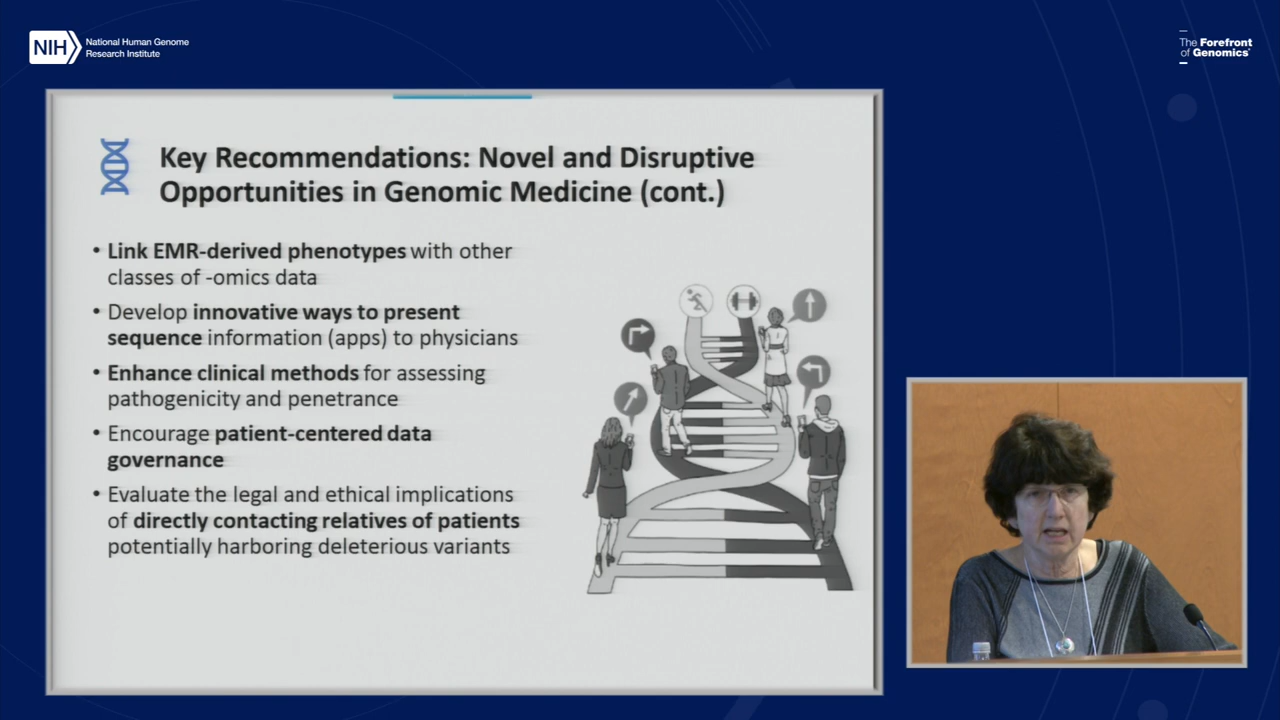 NIH
National Human Genome
Research Institute
The Forefront
of Genomics
Key Recommendations: Novel and Disruptive
Opportunities in Genomic Medicine (cont.)
• Link EMR-derived phenotypes with other
classes of -omics data
• Develop innovative ways to present
sequence information (apps) to physicians
• Enhance clinical methods for assessing
pathogenicity and penetrance
• Encourage patient-centered data
governance
• Evaluate the legal and ethical implications
of directly contacting relatives of patients
potentially harboring deleterious variants